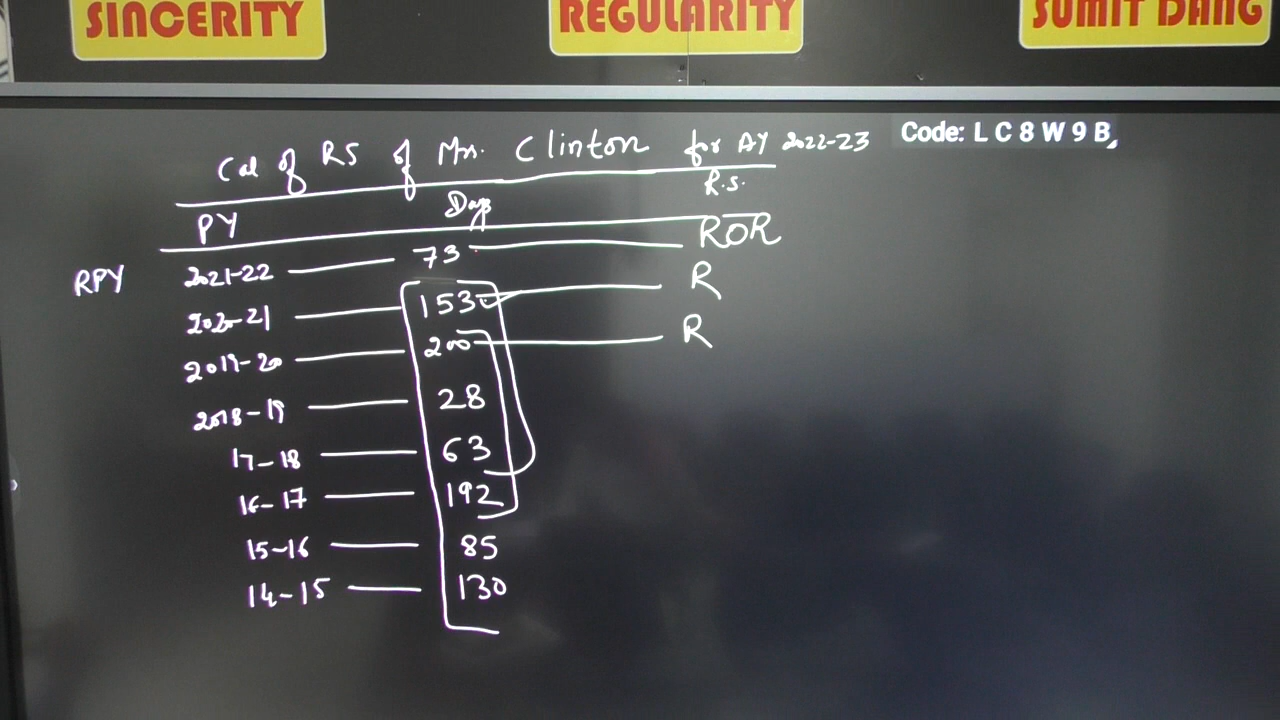 SINCERITY
REGULARITY
SUMIT DANG
Code: L C 8 W 9 B,
Cal of RS of Mr. Clinton for AY 2022-23
PY Days R.S.
RPY 2021-22 — 73 — ROR
2020-21 — 153 — R
2019-20 — 200 — R
2018-19 — 28
17-18 — 63
16-17 — 192
15-16 — 85
14-15 — 130